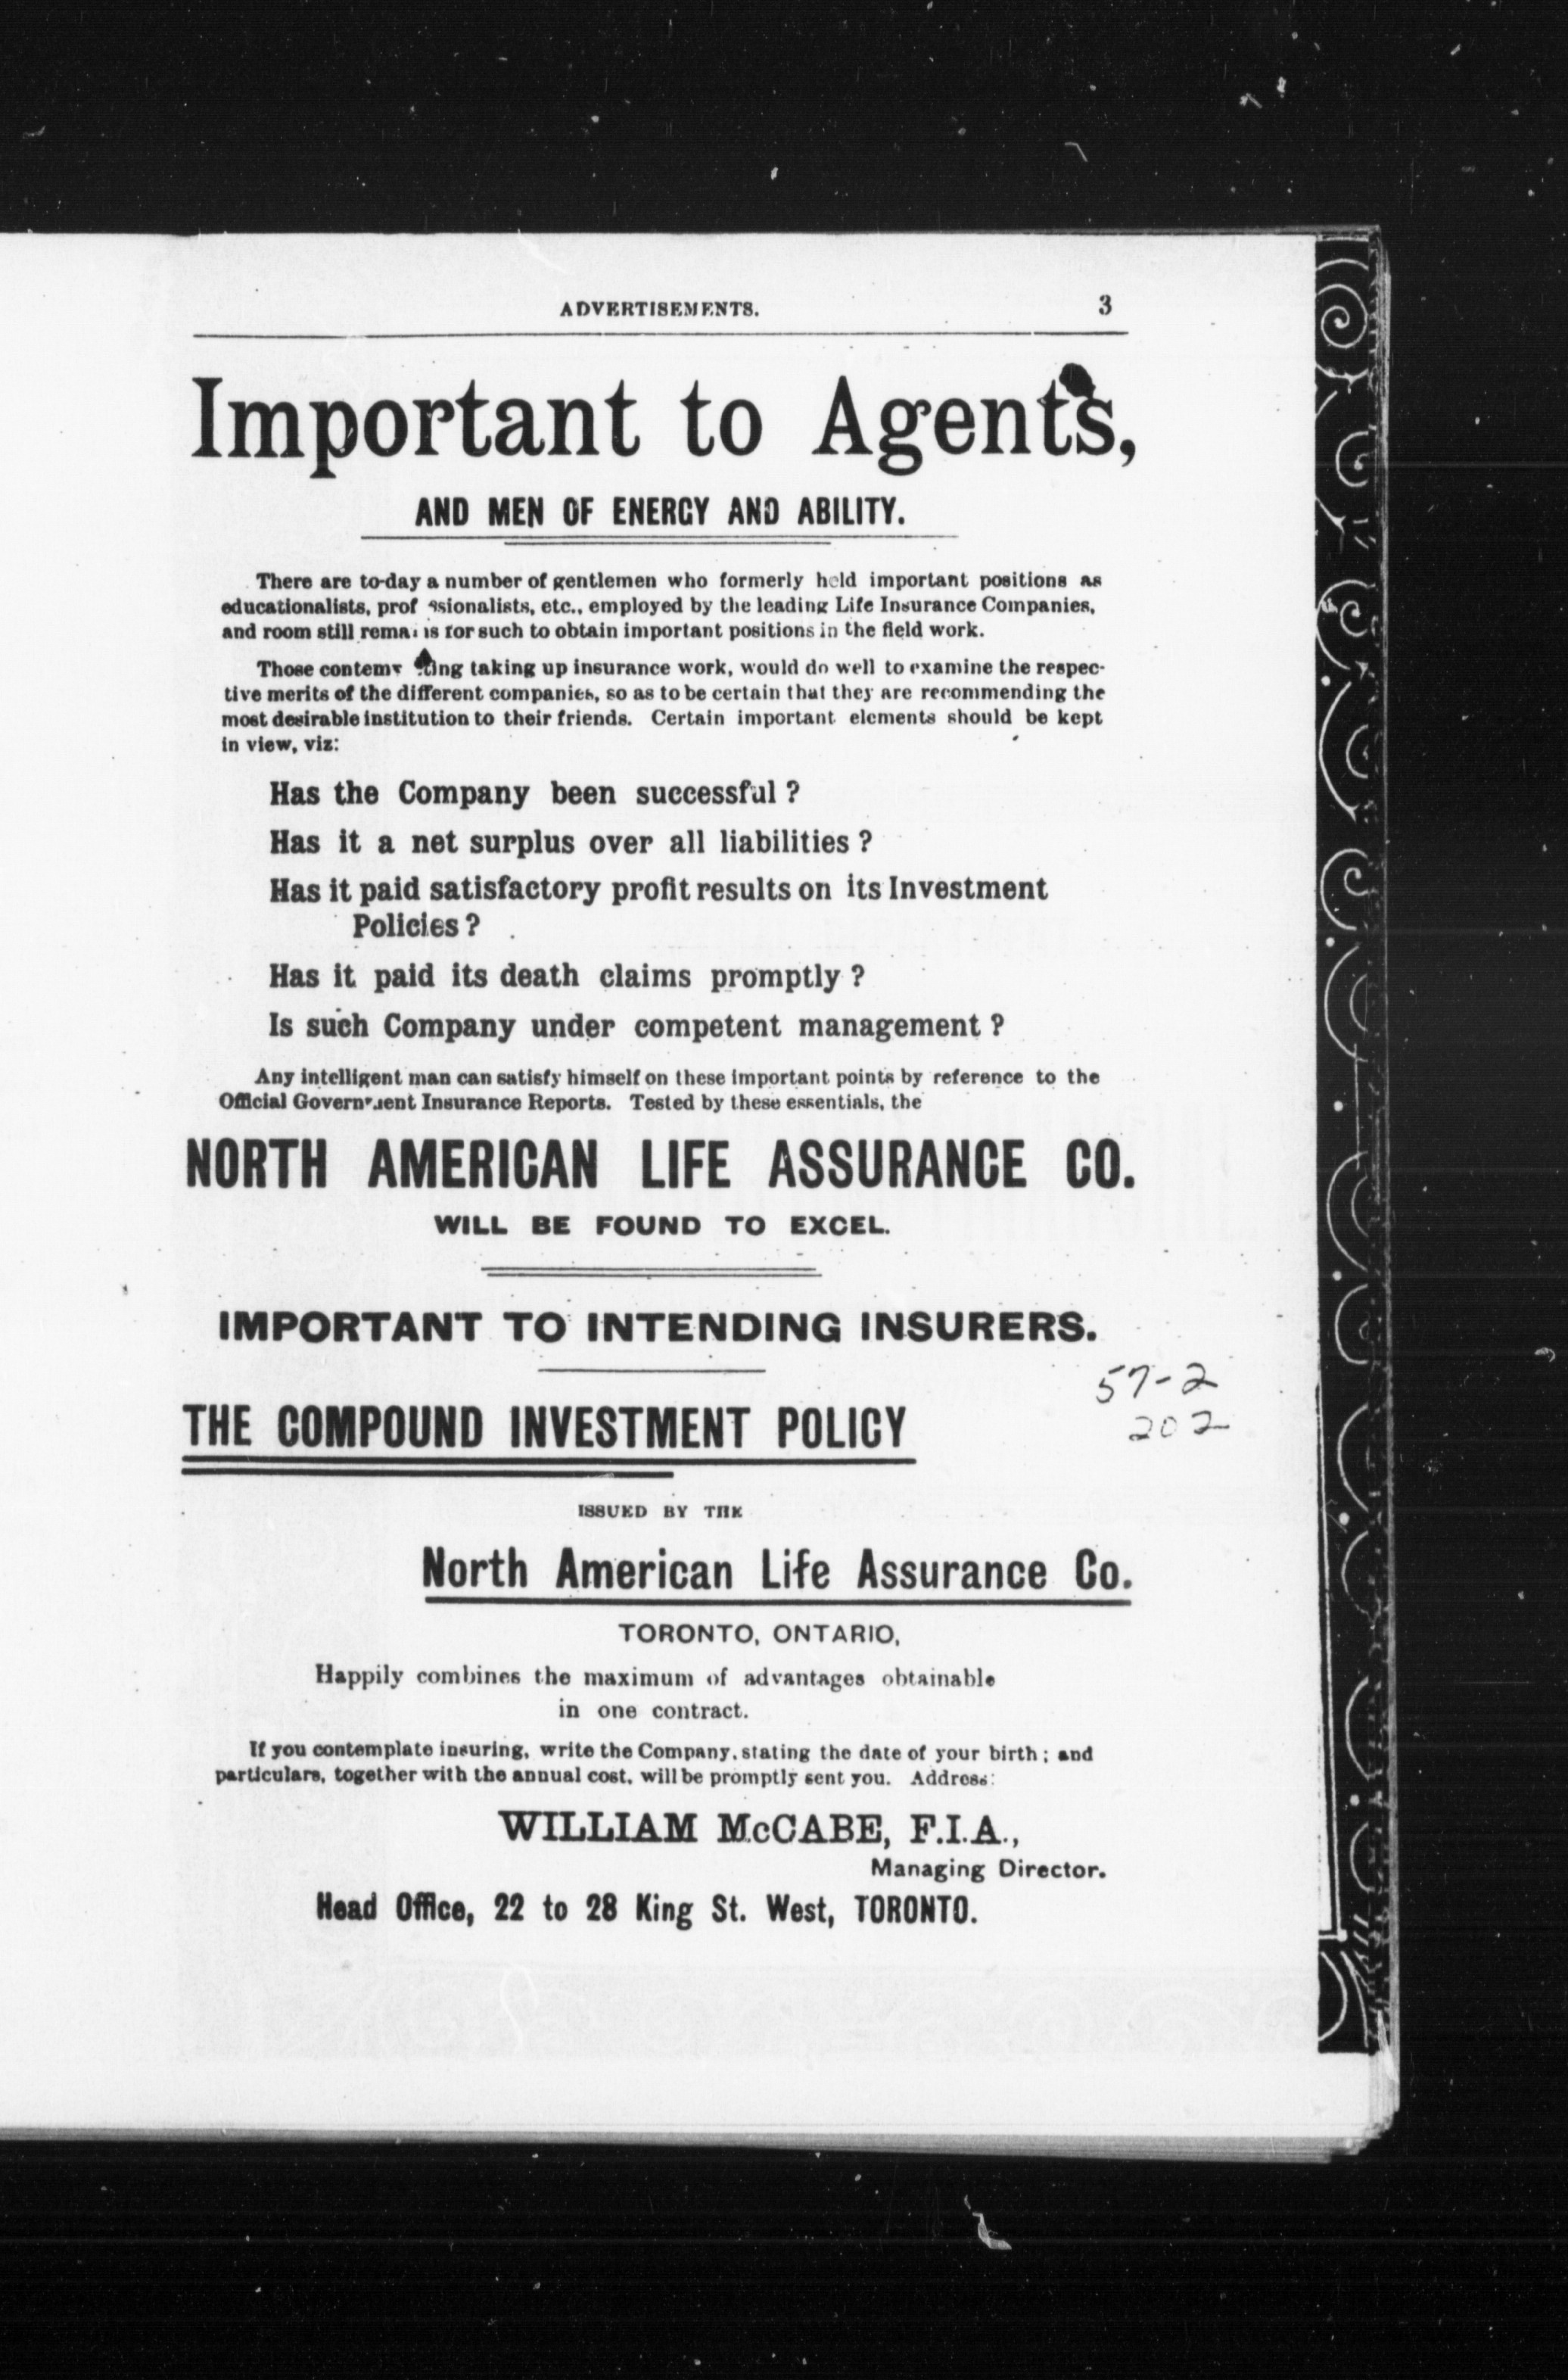 ADVERTISEMENTS. 3
Important to Agents,
AND MEN OF ENERGY AND ABILITY.
There are to-day a number of gentlemen who formerly held important positions as
educationalists, prof ssionalists, etc., employed by the leading Life Insurance Companies,
and room still remai is for such to obtain important positions in the field work.
Those taking up insurance work, would do well to examine the respec-
tive merits of the different companies, so as to be certain that they are recommending the
most desirable institution to their friends. Certain important elements should be kept
in view, viz:
Has the Company been successful ?
Has it a net surplus over all liabilities ?
Has it paid satisfactory profit results on its Investment
Policies ?
Has it paid its death claims promptly ?
Is such Company under competent management ?
Any intelligent man can satisfy himself on these important points by reference to the
Official Government Insurance Reports. Tested by these essentials, the
NORTH AMERICAN LIFE ASSURANCE CO.
WILL BE FOUND TO EXCEL.
IMPORTANT TO INTENDING INSURERS.
57-2
202
THE COMPOUND INVESTMENT POLICY
ISSUED BY THE
North American Life Assurance Co.
TORONTO, ONTARIO,
Happily combines the maximum of advantages obtainable
in one contract.
If you contemplate insuring, write the Company, stating the date of your birth ; and
particulars, together with the annual cost, will be promptly sent you. Address:
WILLIAM McCABE, F.I.A.,
Managing Director.
Head Office, 22 to 28 King St. West, TORONTO.